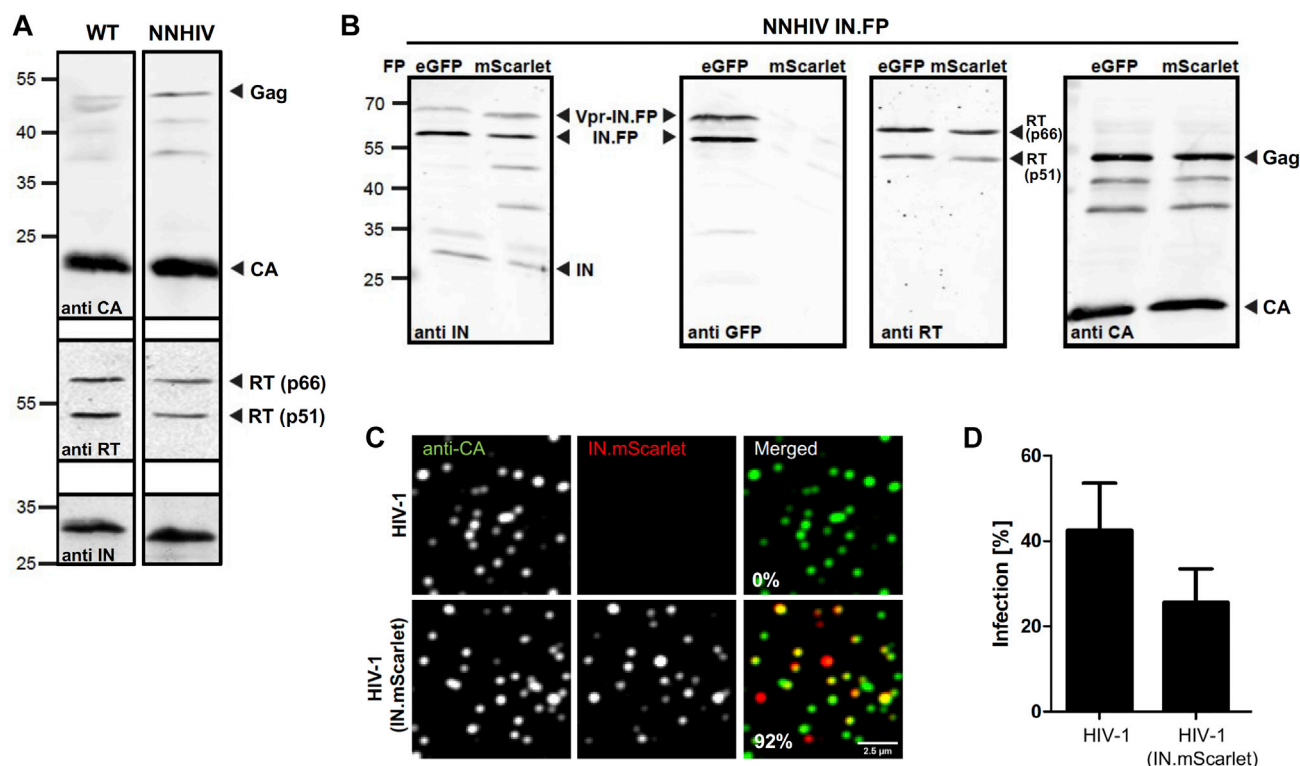 A
WT NNHIV
55
40
35
25
Gag
CA
anti CA
55
RT (p66)
RT (p51)
anti RT
35
25
anti IN
B
NNHIV IN.FP
FP eGFP mScarlet eGFP mScarlet eGFP mScarlet eGFP mScarlet
70
55
40
35
25
Vpr-IN.FP
IN.FP
IN
RT
(p66)
RT
(p51)
Gag
CA
anti IN anti GFP anti RT anti CA
C
anti-CA IN.mScarlet Merged
HIV-1
0%
HIV-1
(IN.mScarlet)
92%
2.5 µm
D
Infection [%]
60
40
20
0
HIV-1 HIV-1
(IN.mScarlet)